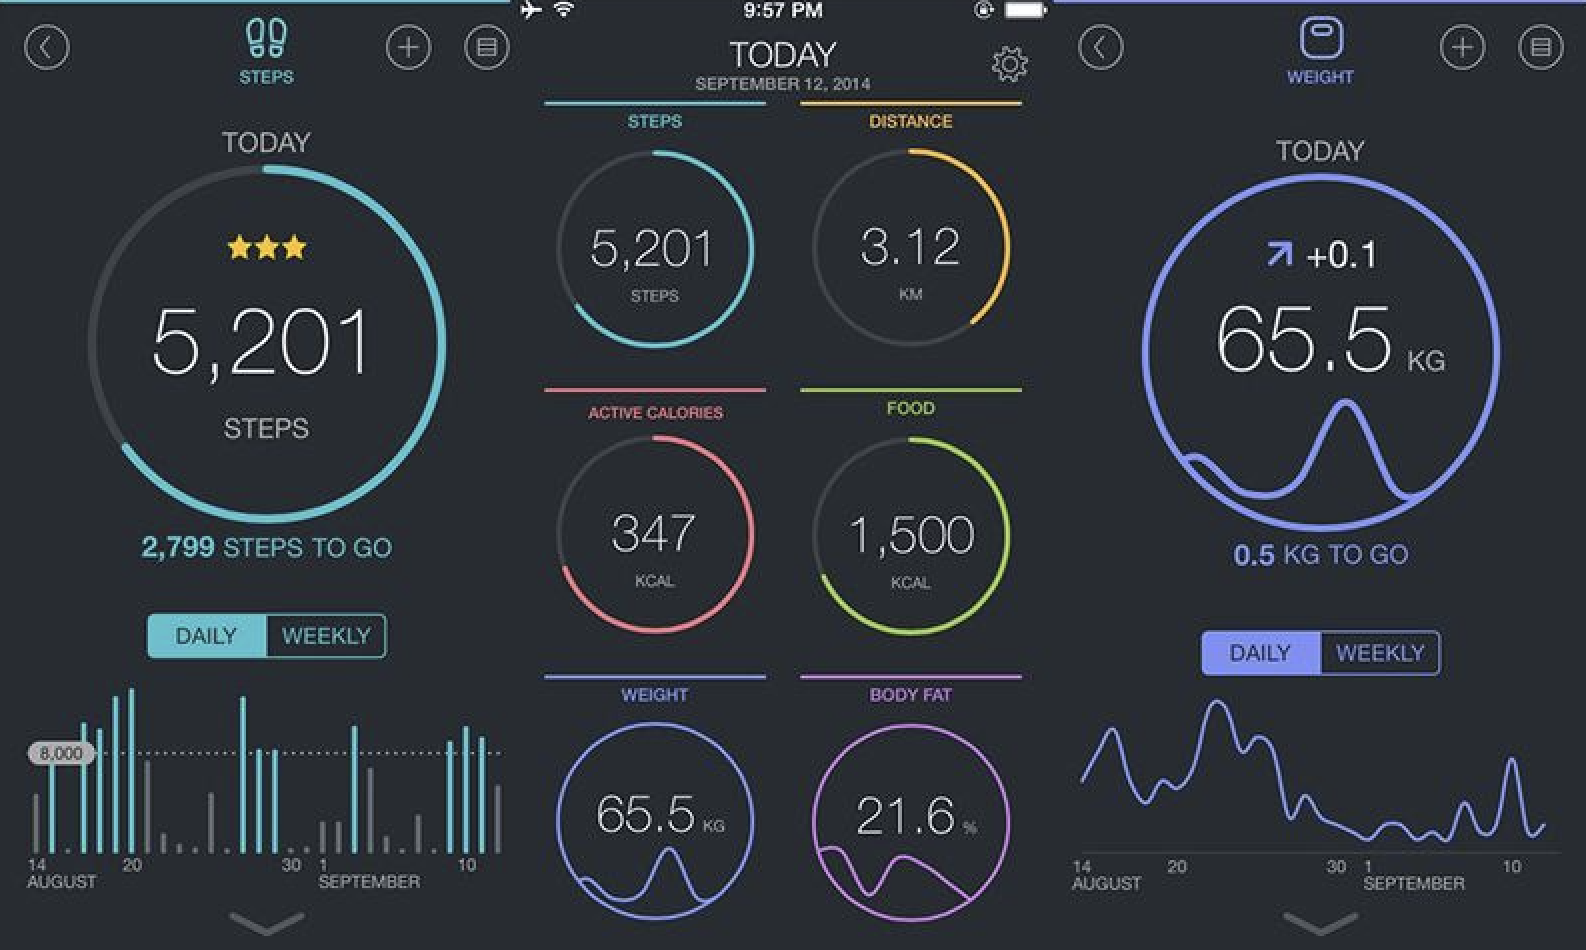 STEPS
TODAY
5,201
STEPS
2,799 STEPS TO GO
DAILY WEEKLY
8,000
14 20 30 1 10
AUGUST SEPTEMBER
9:57 PM
TODAY
SEPTEMBER 12, 2014
STEPS DISTANCE
5,201 3.12
STEPS KM
ACTIVE CALORIES FOOD
347 1,500
KCAL KCAL
WEIGHT BODY FAT
65.5 KG 21.6 %
WEIGHT
TODAY
+0.1
65.5 KG
0.5 KG TO GO
DAILY WEEKLY
14 20 30 1 10
AUGUST SEPTEMBER